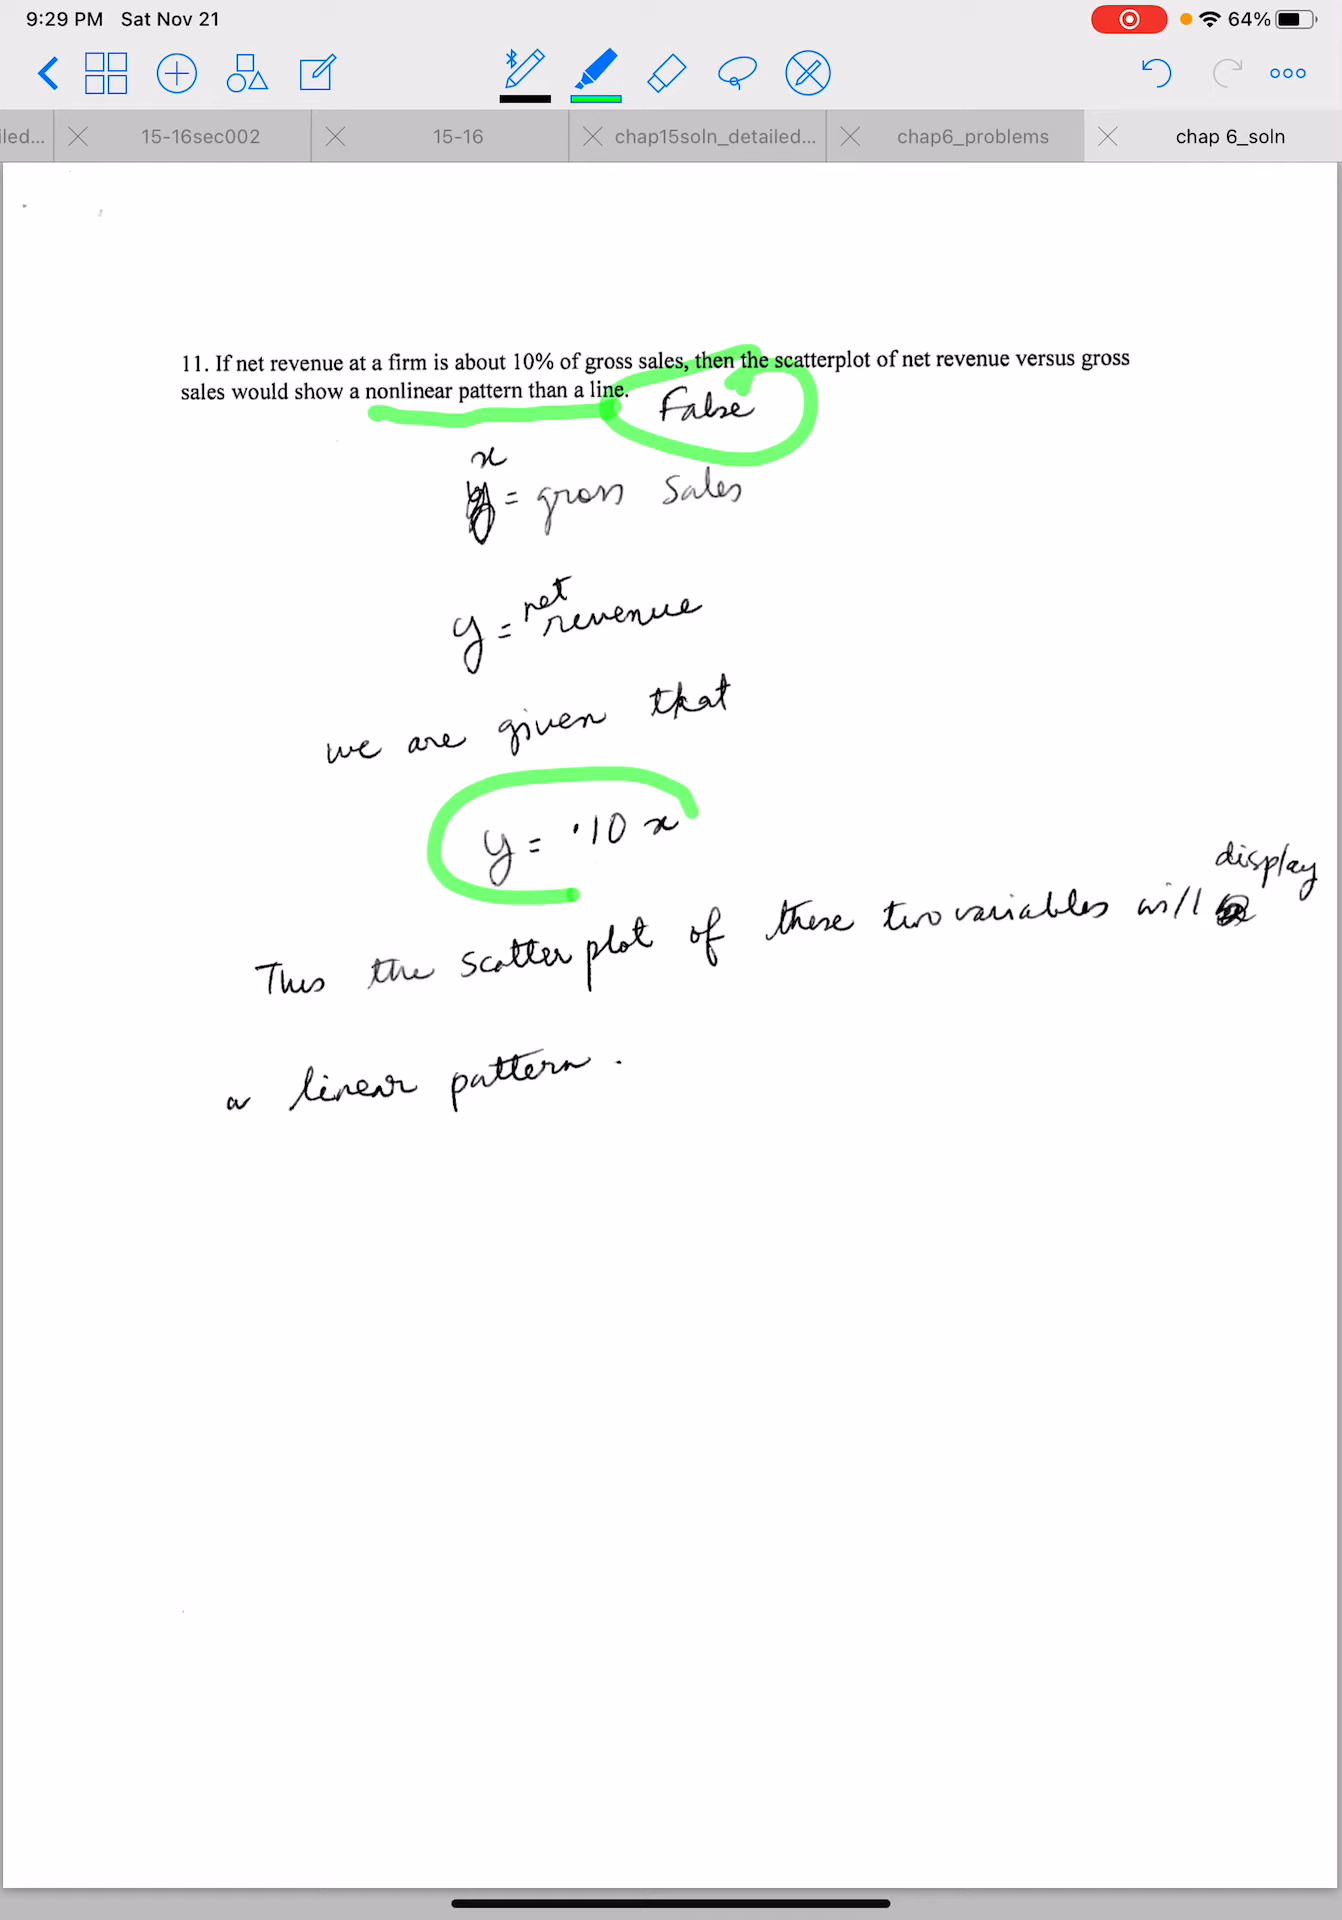 9:29 PM Sat Nov 21
64%
iled... 15-16sec002 15-16 chap15soln_detailed... chap6_problems chap 6_soln
11. If net revenue at a firm is about 10% of gross sales, then the scatterplot of net revenue versus gross
sales would show a nonlinear pattern than a line.
False
x
= gross sales
net
y = revenue
we are given that
y = .10 x
display
Thus the scatter plot of these two variables will
a linear pattern.